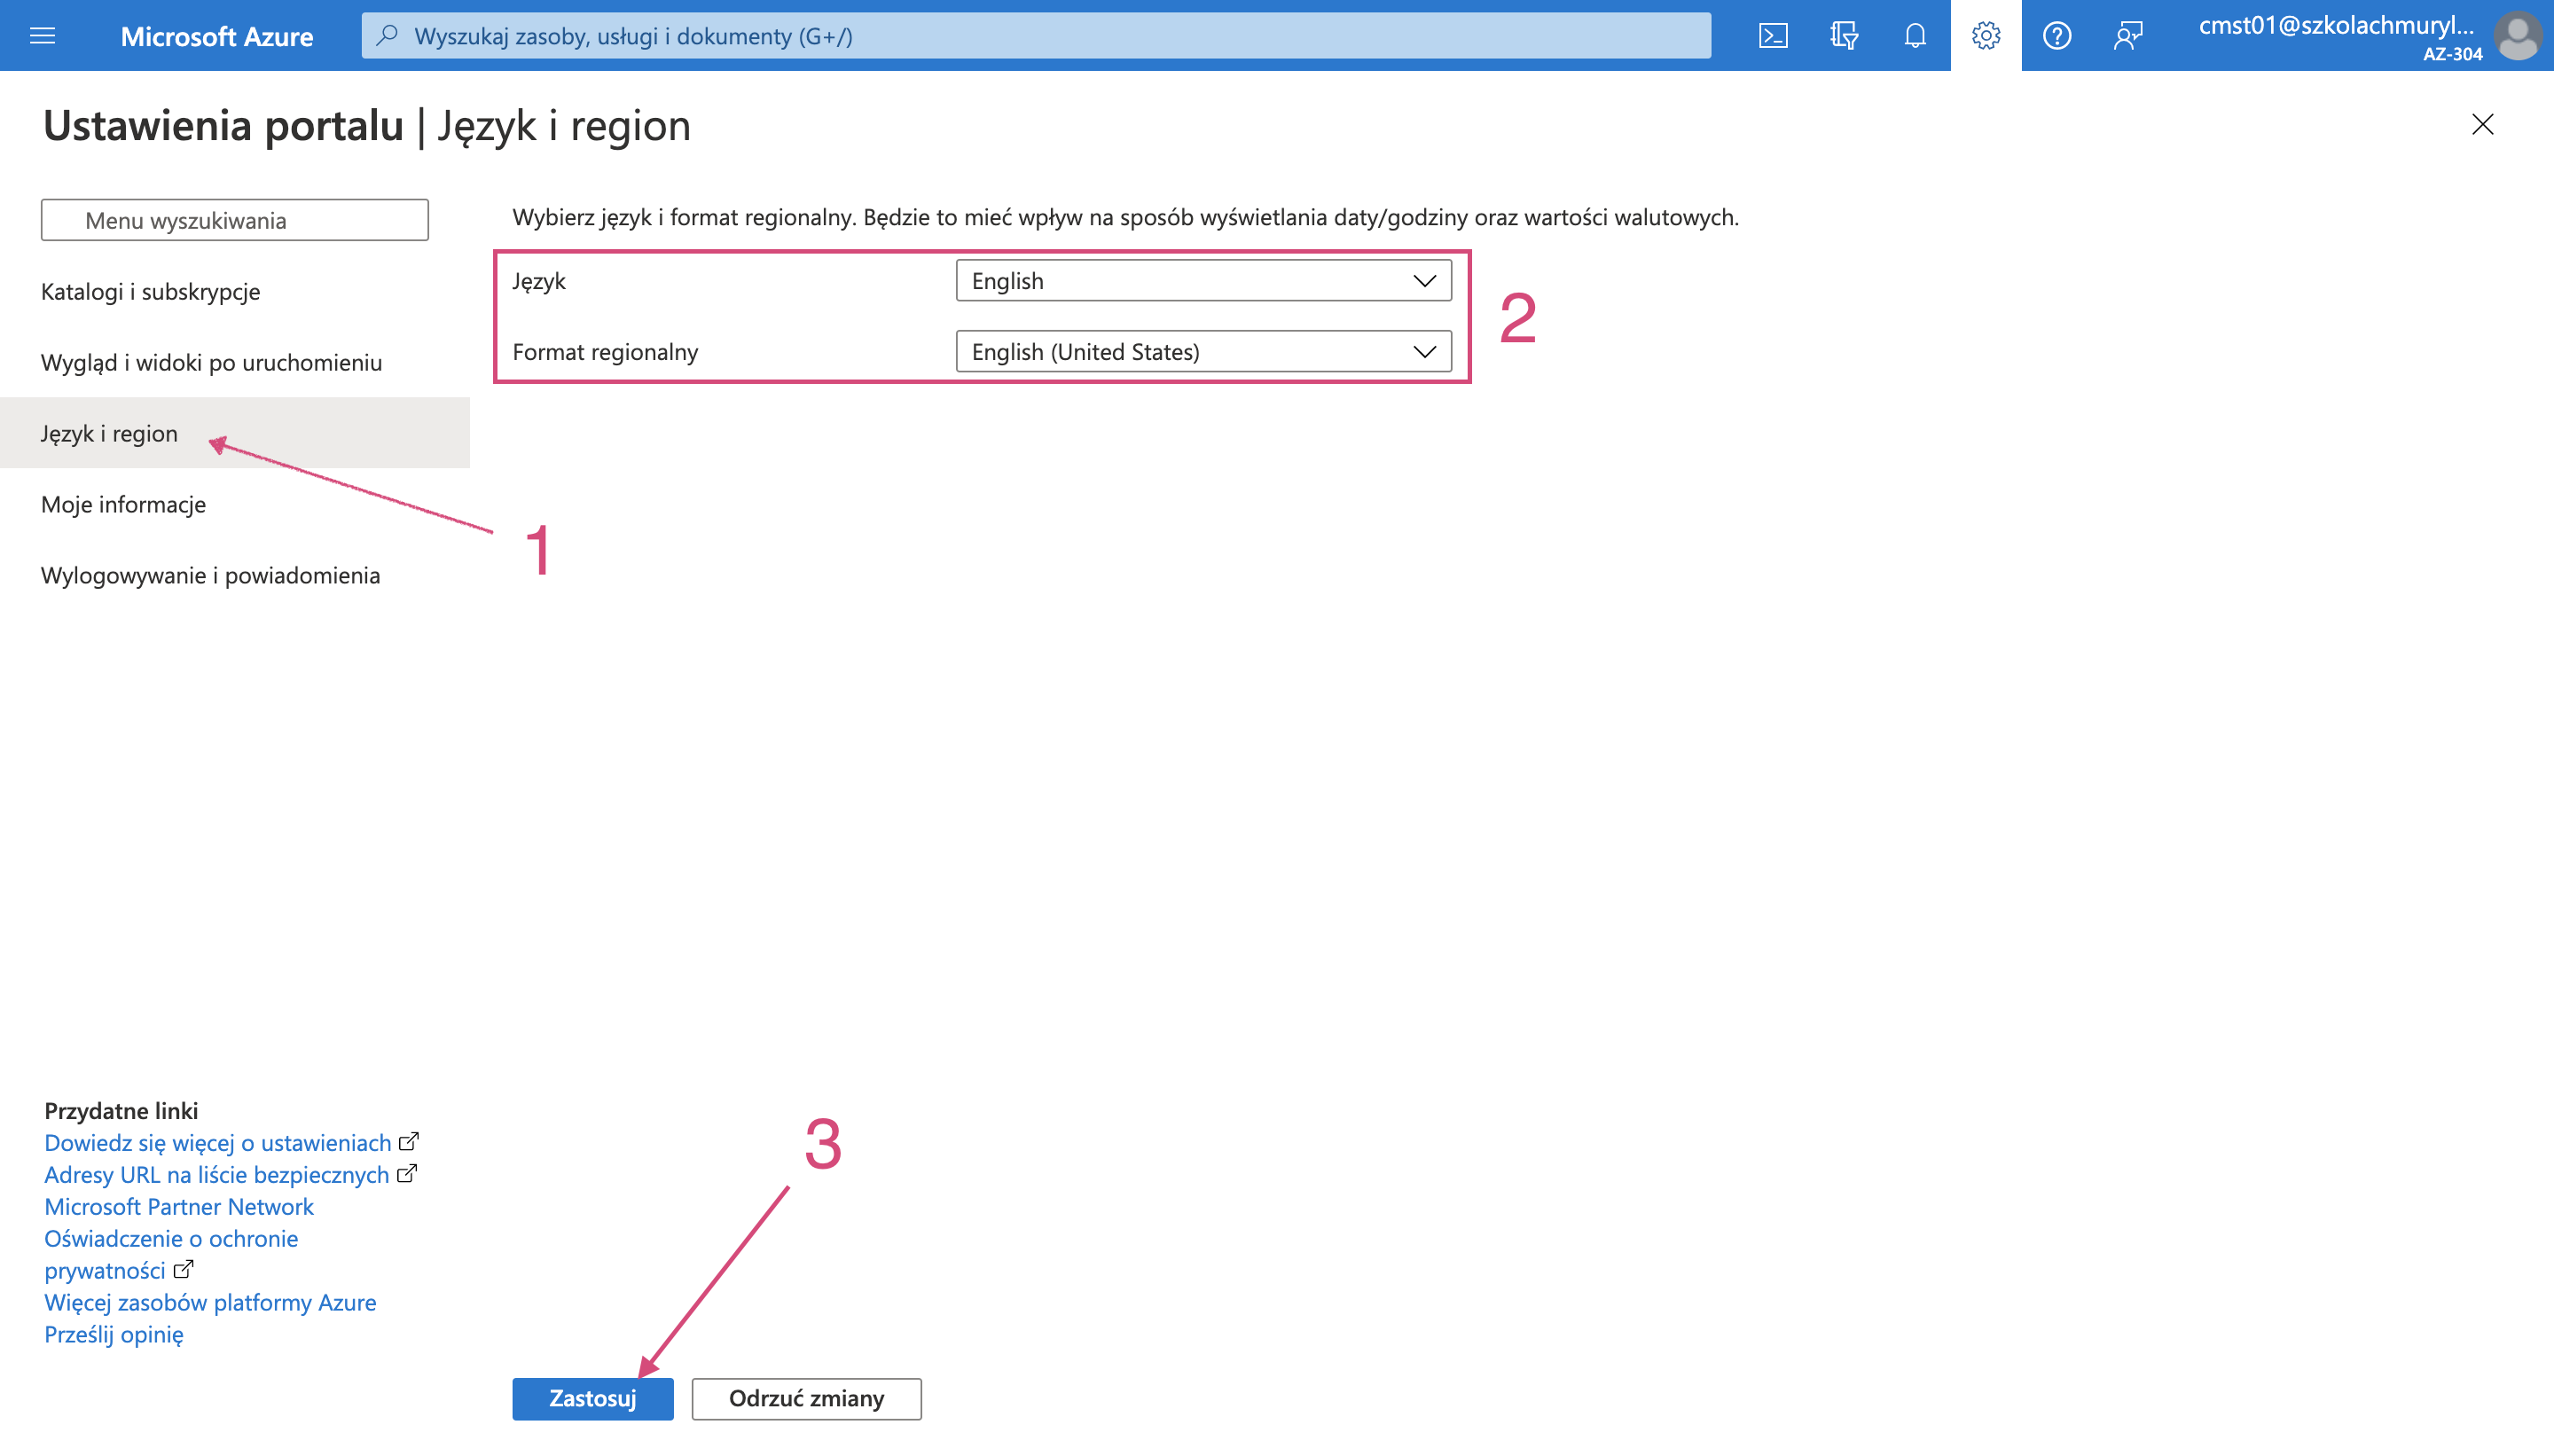 Microsoft Azure
Wyszukaj zasoby, usługi i dokumenty (G+/)
cmst01@szkolachmuryl...
AZ-304
Ustawienia portalu | Język i region
Menu wyszukiwania
Katalogi i subskrypcje
Wygląd i widoki po uruchomieniu
Język i region
Moje informacje
Wylogowywanie i powiadomienia
Wybierz język i format regionalny. Będzie to mieć wpływ na sposób wyświetlania daty/godziny oraz wartości walutowych.
Język English
Format regionalny English (United States)
2
1
Przydatne linki
Dowiedz się więcej o ustawieniach
Adresy URL na liście bezpiecznych
Microsoft Partner Network
Oświadczenie o ochronie
prywatności
Więcej zasobów platformy Azure
Prześlij opinię
3
Zastosuj Odrzuć zmiany